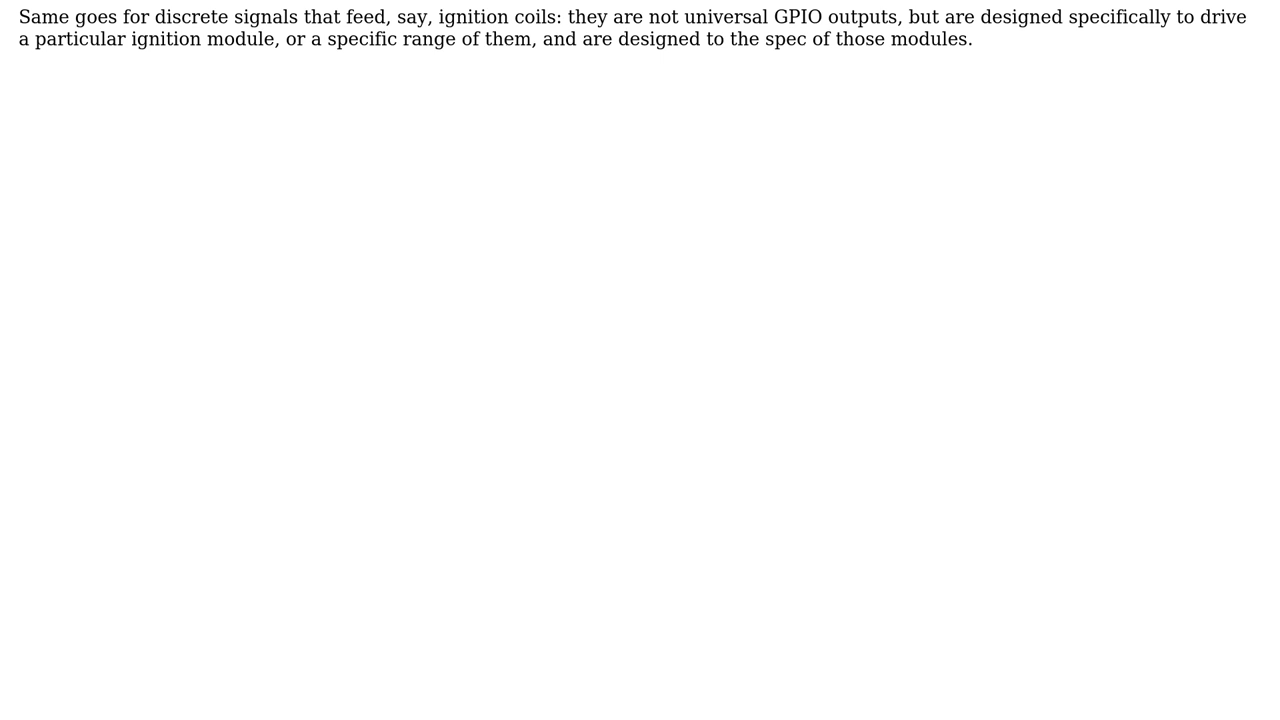 Same goes for discrete signals that feed, say, ignition coils: they are not universal GPIO outputs, but are designed specifically to drive
a particular ignition module, or a specific range of them, and are designed to the spec of those modules.